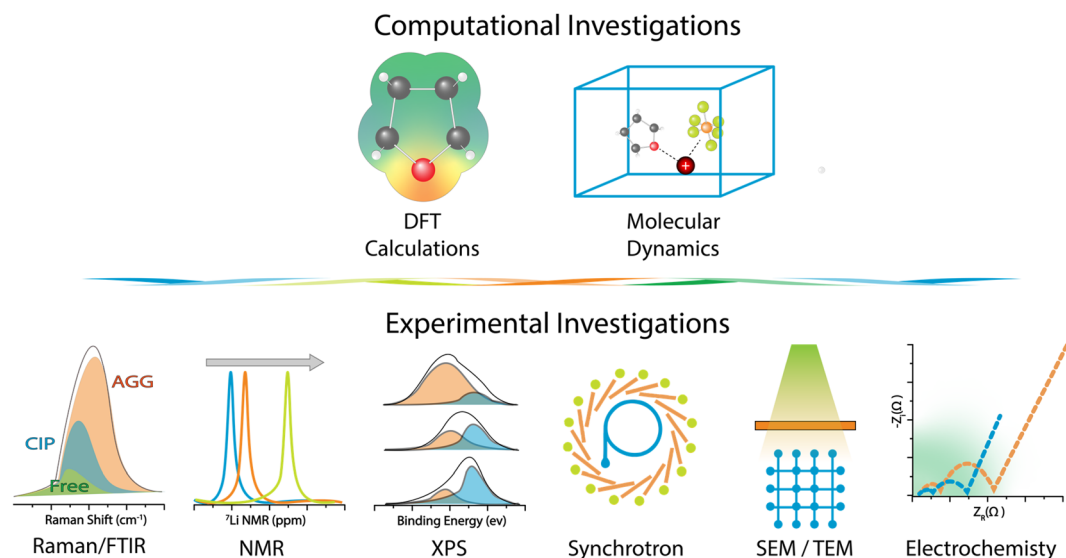 Computational Investigations
DFT
Calculations
Molecular
Dynamics
+
Experimental Investigations
AGG
CIP
Free
Raman Shift (cm⁻¹)
Raman/FTIR
⁷Li NMR (ppm)
NMR
Binding Energy (ev)
XPS
Synchrotron
SEM / TEM
-Zᵢ(Ω)
Z_R(Ω)
Electrochemisty